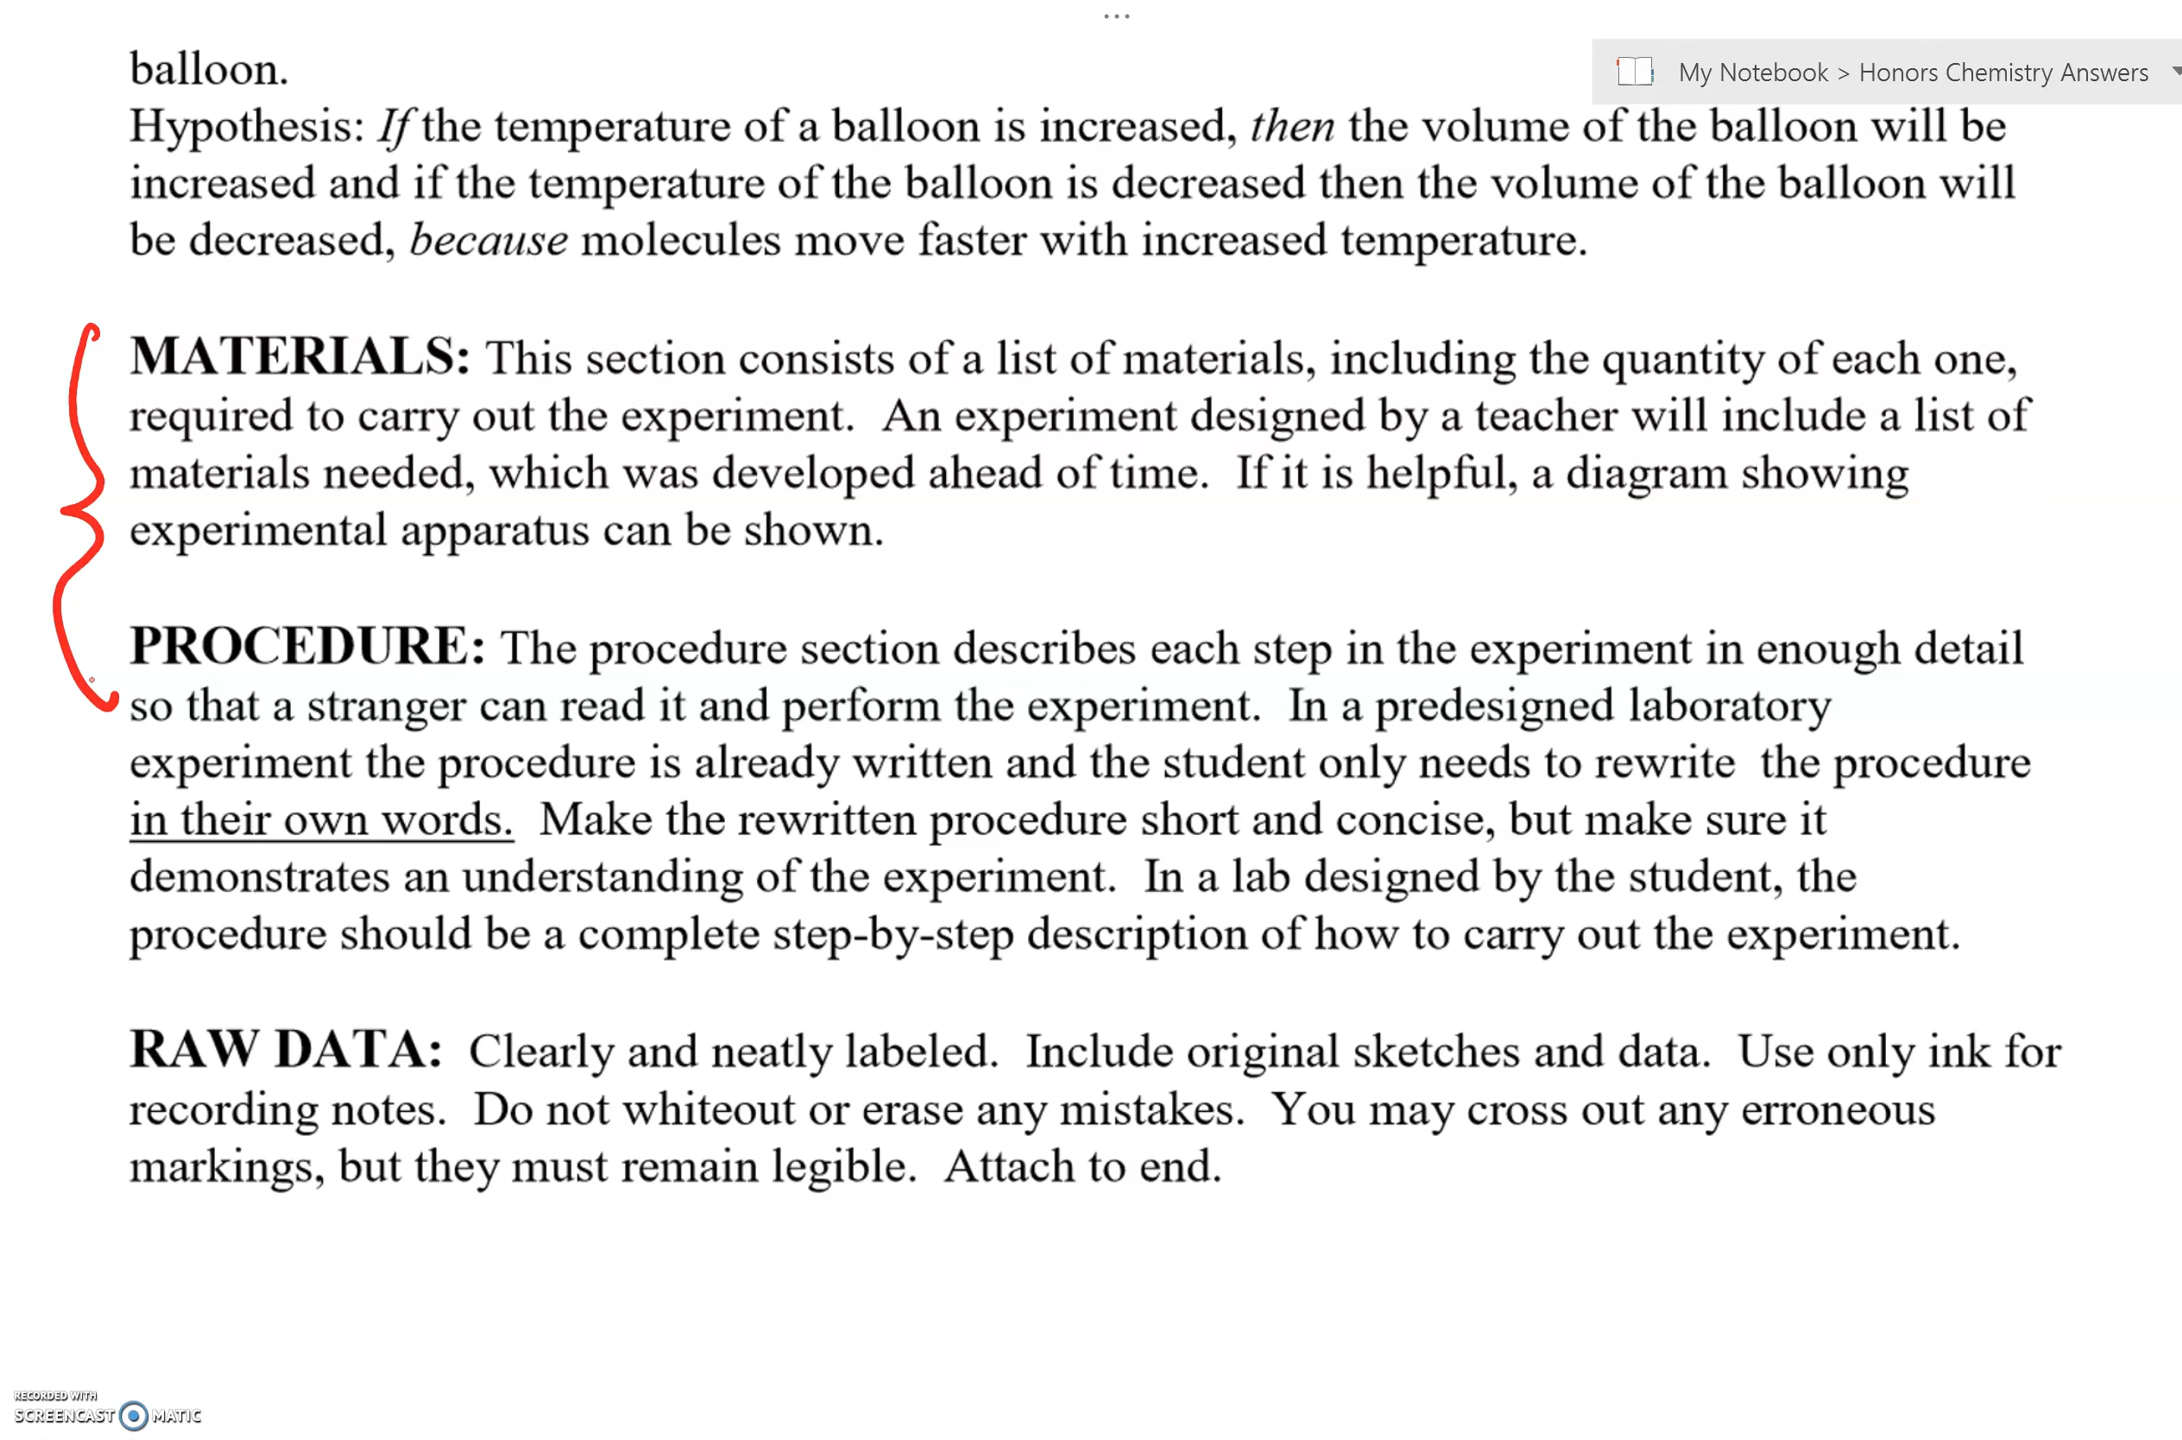 ...
My Notebook > Honors Chemistry Answers
balloon.
Hypothesis: If the temperature of a balloon is increased, then the volume of the balloon will be
increased and if the temperature of the balloon is decreased then the volume of the balloon will
be decreased, because molecules move faster with increased temperature.
MATERIALS: This section consists of a list of materials, including the quantity of each one,
required to carry out the experiment.  An experiment designed by a teacher will include a list of
materials needed, which was developed ahead of time.  If it is helpful, a diagram showing
experimental apparatus can be shown.
PROCEDURE: The procedure section describes each step in the experiment in enough detail
so that a stranger can read it and perform the experiment.  In a predesigned laboratory
experiment the procedure is already written and the student only needs to rewrite  the procedure
in their own words.  Make the rewritten procedure short and concise, but make sure it
demonstrates an understanding of the experiment.  In a lab designed by the student, the
procedure should be a complete step-by-step description of how to carry out the experiment.
RAW DATA:  Clearly and neatly labeled.  Include original sketches and data.  Use only ink for
recording notes.  Do not whiteout or erase any mistakes.  You may cross out any erroneous
markings, but they must remain legible.  Attach to end.
RECORDED WITH
SCREENCAST MATIC